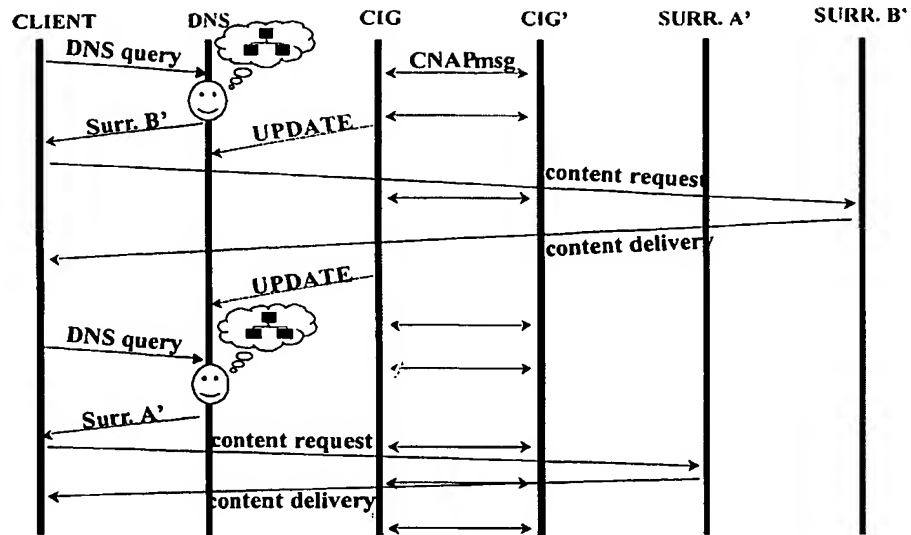 CLIENT DNS CIG CIG' SURR. A' SURR. B'
DNS query
CNAPmsg
Surr. B'
UPDATE
content request
content delivery
UPDATE
DNS query
Surr. A'
content request
content delivery